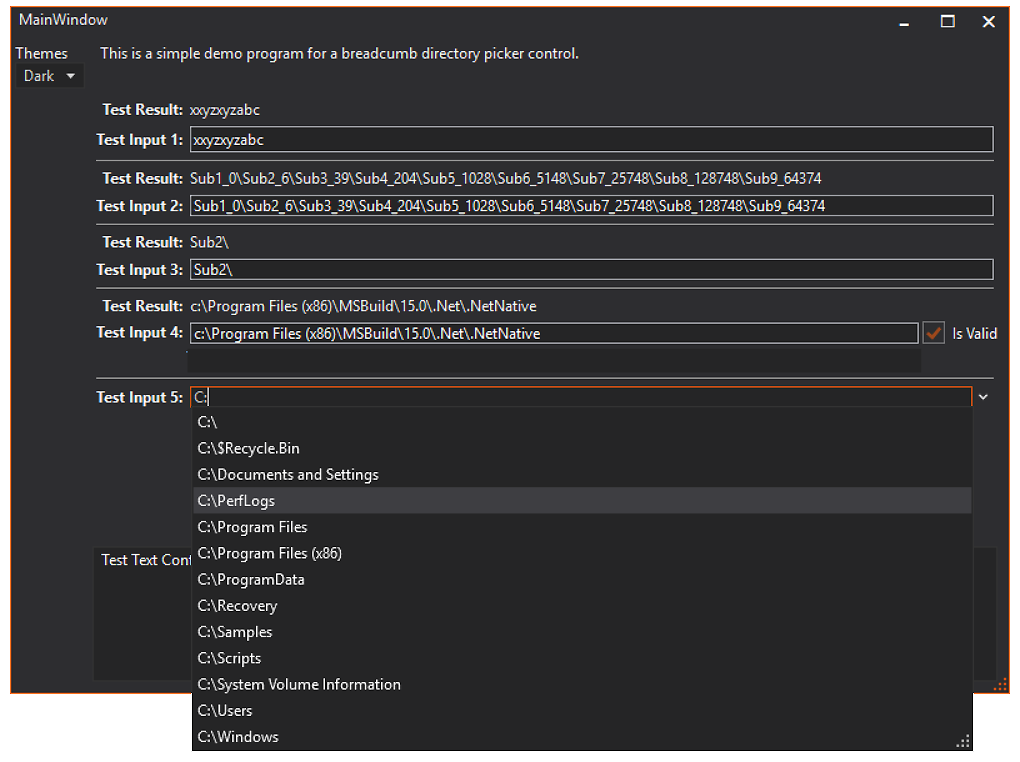 MainWindow
Themes
This is a simple demo program for a breadcumb directory picker control.
Dark
Test Result: xxyzxyzabc
Test Input 1: xxyzxyzabc
Test Result: Sub1_0\Sub2_6\Sub3_39\Sub4_204\Sub5_1028\Sub6_5148\Sub7_25748\Sub8_128748\Sub9_64374
Test Input 2: Sub1_0\Sub2_6\Sub3_39\Sub4_204\Sub5_1028\Sub6_5148\Sub7_25748\Sub8_128748\Sub9_64374
Test Result: Sub2\
Test Input 3: Sub2\
Test Result: c:\Program Files (x86)\MSBuild\15.0\.Net\.NetNative
Test Input 4: c:\Program Files (x86)\MSBuild\15.0\.Net\.NetNative Is Valid
Test Input 5: C:
C:\
C:\$Recycle.Bin
C:\Documents and Settings
C:\PerfLogs
C:\Program Files
C:\Program Files (x86)
Test Text Cont
C:\ProgramData
C:\Recovery
C:\Samples
C:\Scripts
C:\System Volume Information
C:\Users
C:\Windows